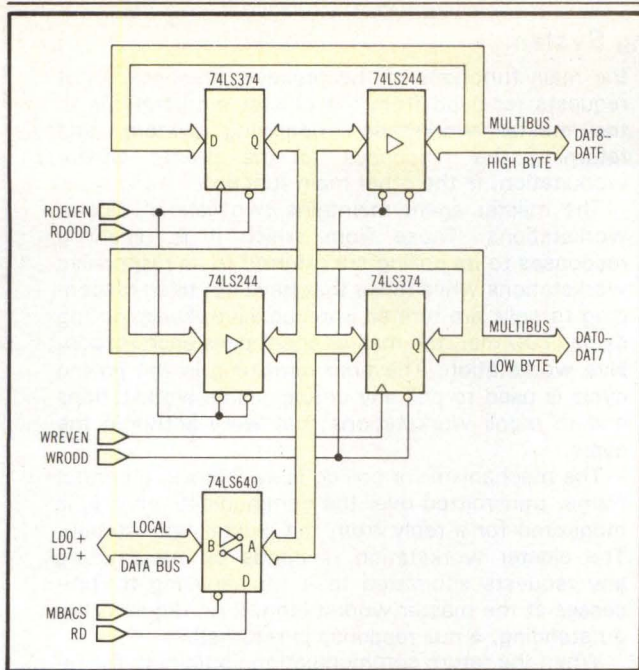 74LS374
74LS244
D Q
MULTIBUS
HIGH BYTE
DAT8–
DATF
RDEVEN
RDODD
74LS244
74LS374
D Q
MULTIBUS
LOW BYTE
DAT0–
DAT7
WREVEN
WRODD
74LS640
LD0 +
LD7 +
LOCAL
DATA BUS
B A
D
MBACS
RD